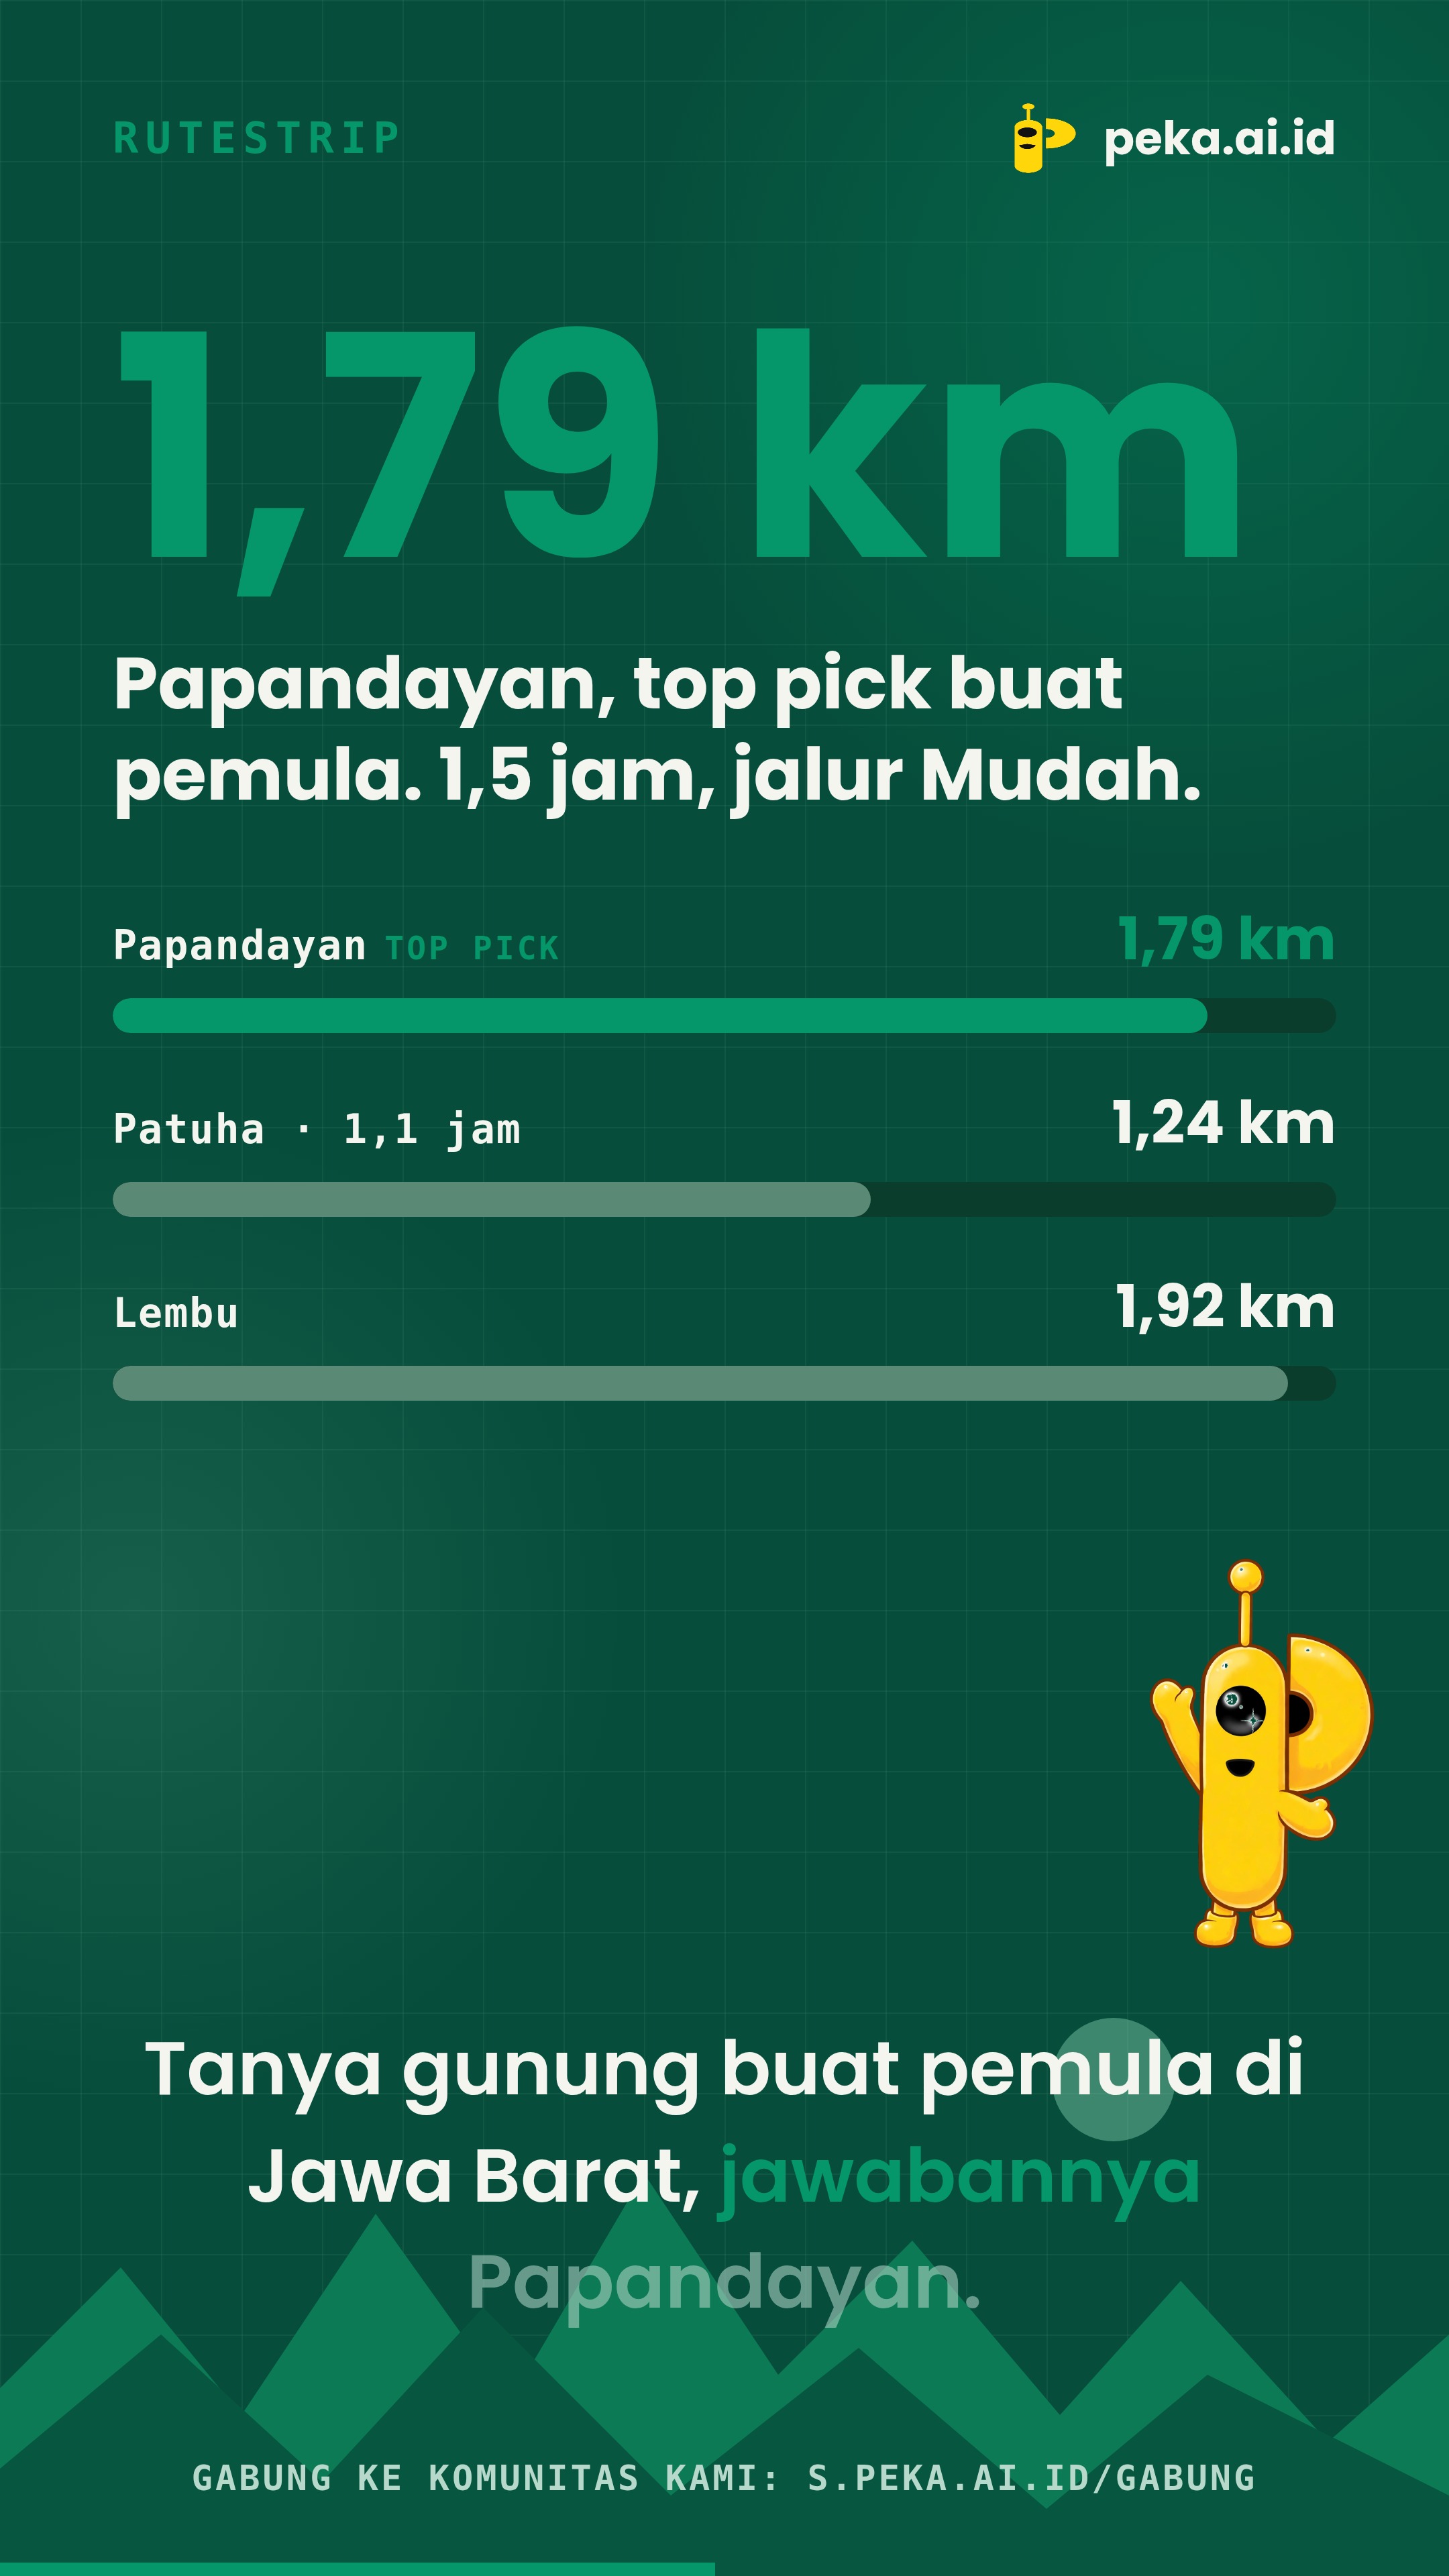 RUTESTRIP
peka.ai.id
1,79 km
Papandayan, top pick buat
pemula. 1,5 jam, jalur Mudah.
Papandayan TOP PICK 1,79 km
Patuha · 1,1 jam 1,24 km
Lembu 1,92 km
Tanya gunung buat pemula di
Jawa Barat, jawabannya
Papandayan.
GABUNG KE KOMUNITAS KAMI: S.PEKA.AI.ID/GABUNG